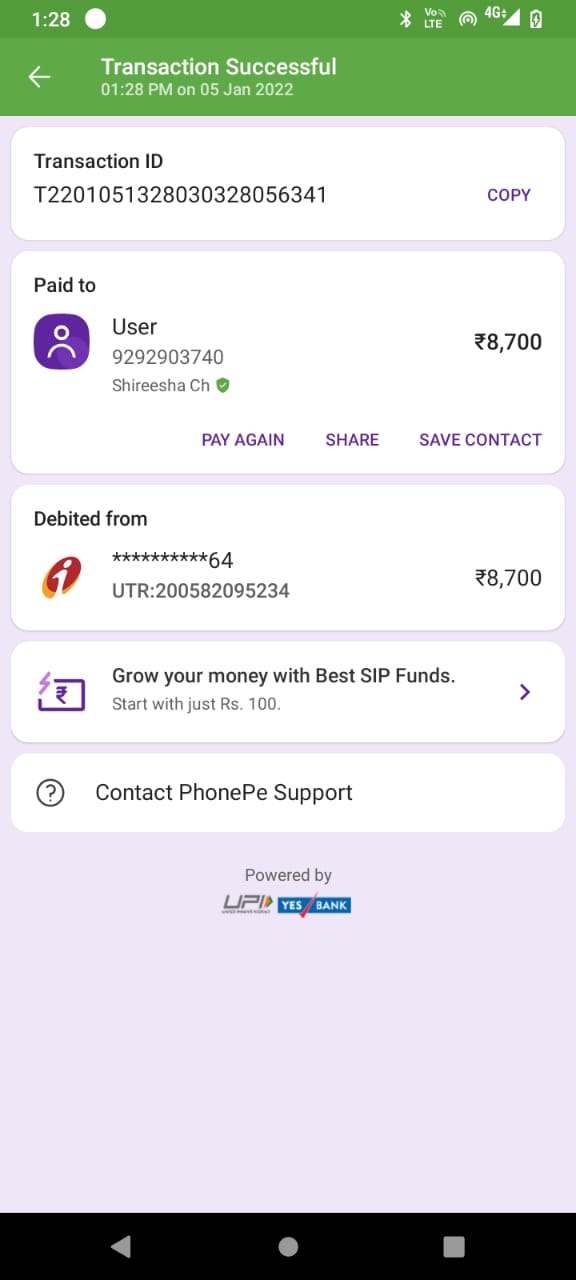 1:28
Vo
LTE
4G
Transaction Successful
01:28 PM on 05 Jan 2022
Transaction ID
T2201051328030328056341
COPY
Paid to
User
9292903740
Shireesha Ch
₹8,700
PAY AGAIN
SHARE
SAVE CONTACT
Debited from
**********64
UTR:200582095234
₹8,700
Grow your money with Best SIP Funds.
Start with just Rs. 100.
Contact PhonePe Support
Powered by
UPI
YES BANK